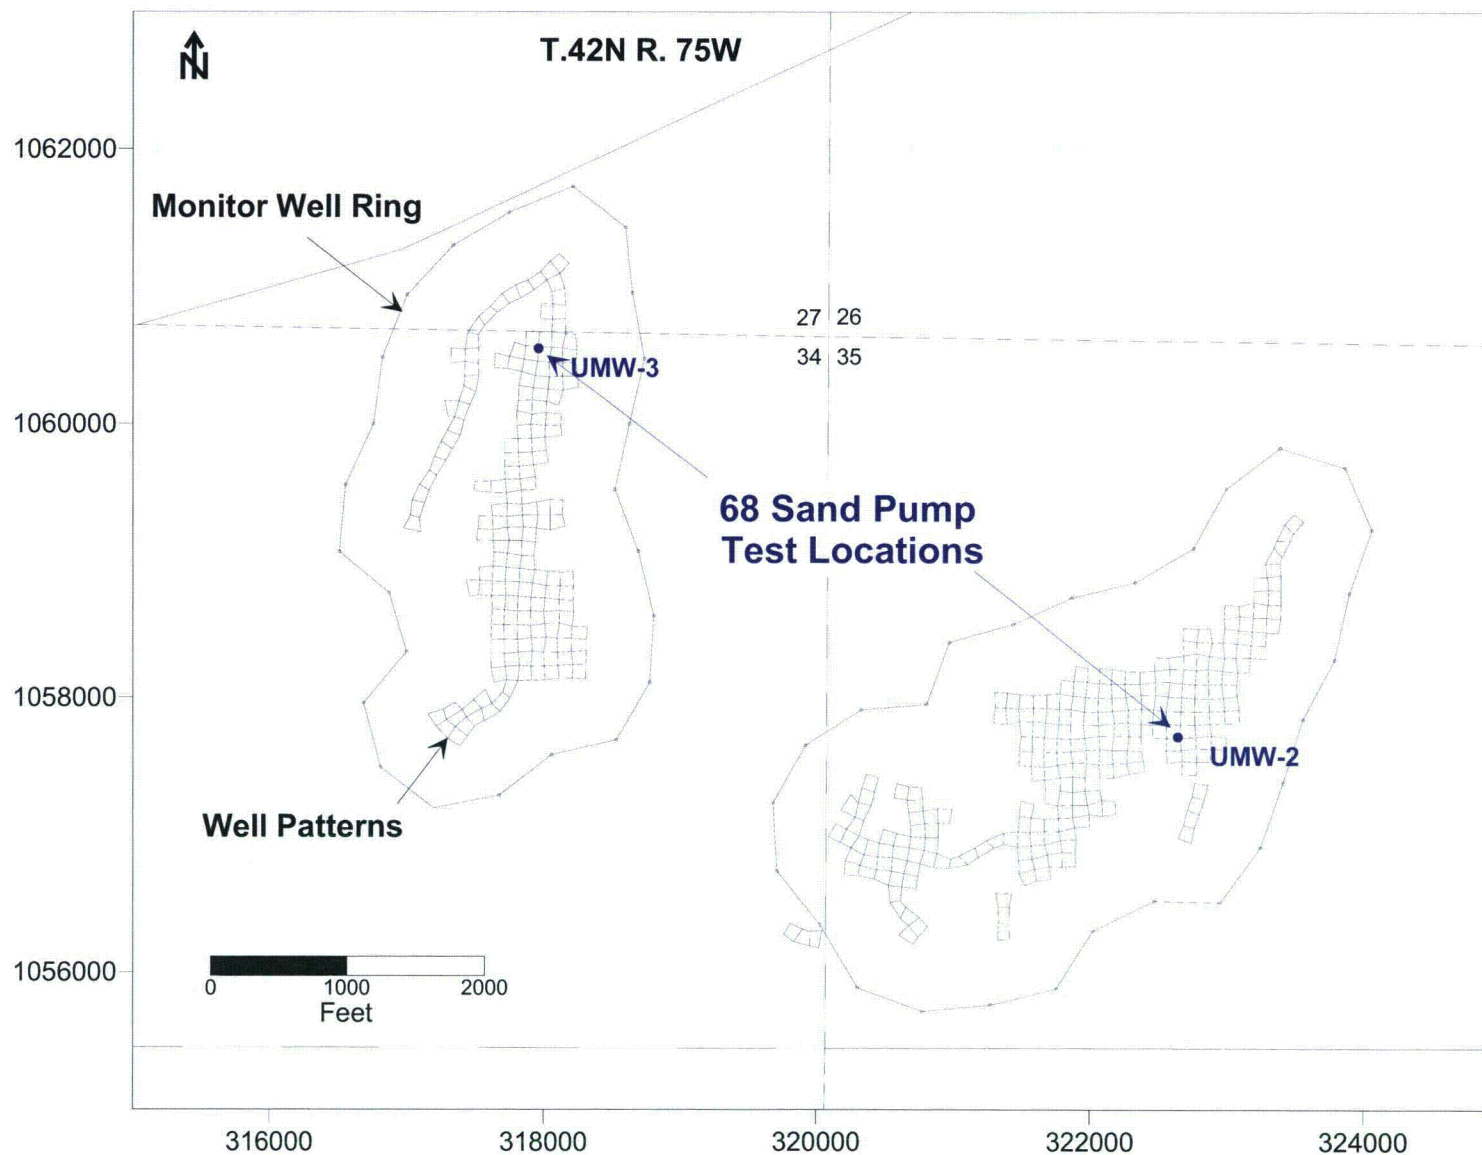 N
T.42N R. 75W
1062000
Monitor Well Ring
27 26
34 35
UMW-3
1060000
68 Sand Pump
Test Locations
1058000
UMW-2
Well Patterns
1056000
0 1000 2000
Feet
316000 318000 320000 322000 324000